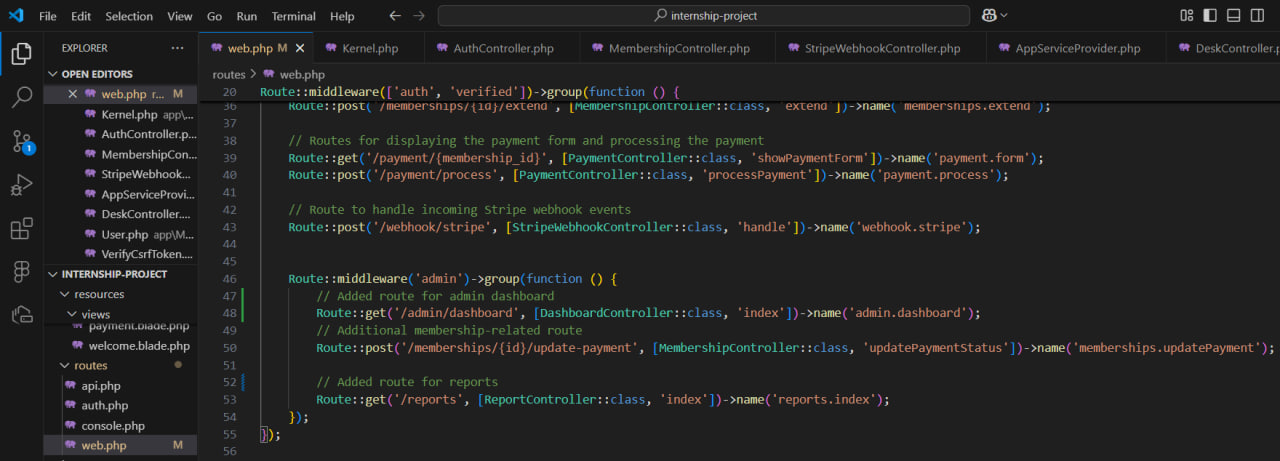 File Edit Selection View Go Run Terminal Help internship-project
EXPLORER
OPEN EDITORS
web.php r... M
Kernel.php app\
AuthController.p...
MembershipCon...
StripeWebhook...
AppServiceProvi...
DeskController....
User.php app\M...
VerifyCsrfToken....
1
INTERNSHIP-PROJECT
resources
views
payment.blade.php
welcome.blade.php
routes
api.php
auth.php
console.php
web.php M
web.php M Kernel.php AuthController.php MembershipController.php StripeWebhookController.php AppServiceProvider.php DeskController.p
routes > web.php
20 Route::middleware(['auth', 'verified'])->group(function () {
36 Route::post('/memberships/{id}/extend', [MembershipController::class, 'extend'])->name('memberships.extend');
37
38 // Routes for displaying the payment form and processing the payment
39 Route::get('/payment/{membership_id}', [PaymentController::class, 'showPaymentForm'])->name('payment.form');
40 Route::post('/payment/process', [PaymentController::class, 'processPayment'])->name('payment.process');
41
42 // Route to handle incoming Stripe webhook events
43 Route::post('/webhook/stripe', [StripeWebhookController::class, 'handle'])->name('webhook.stripe');
44
45
46 Route::middleware('admin')->group(function () {
47 // Added route for admin dashboard
48 Route::get('/admin/dashboard', [DashboardController::class, 'index'])->name('admin.dashboard');
49 // Additional membership-related route
50 Route::post('/memberships/{id}/update-payment', [MembershipController::class, 'updatePaymentStatus'])->name('memberships.updatePayment');
51
52 // Added route for reports
53 Route::get('/reports', [ReportController::class, 'index'])->name('reports.index');
54 });
55 });
56